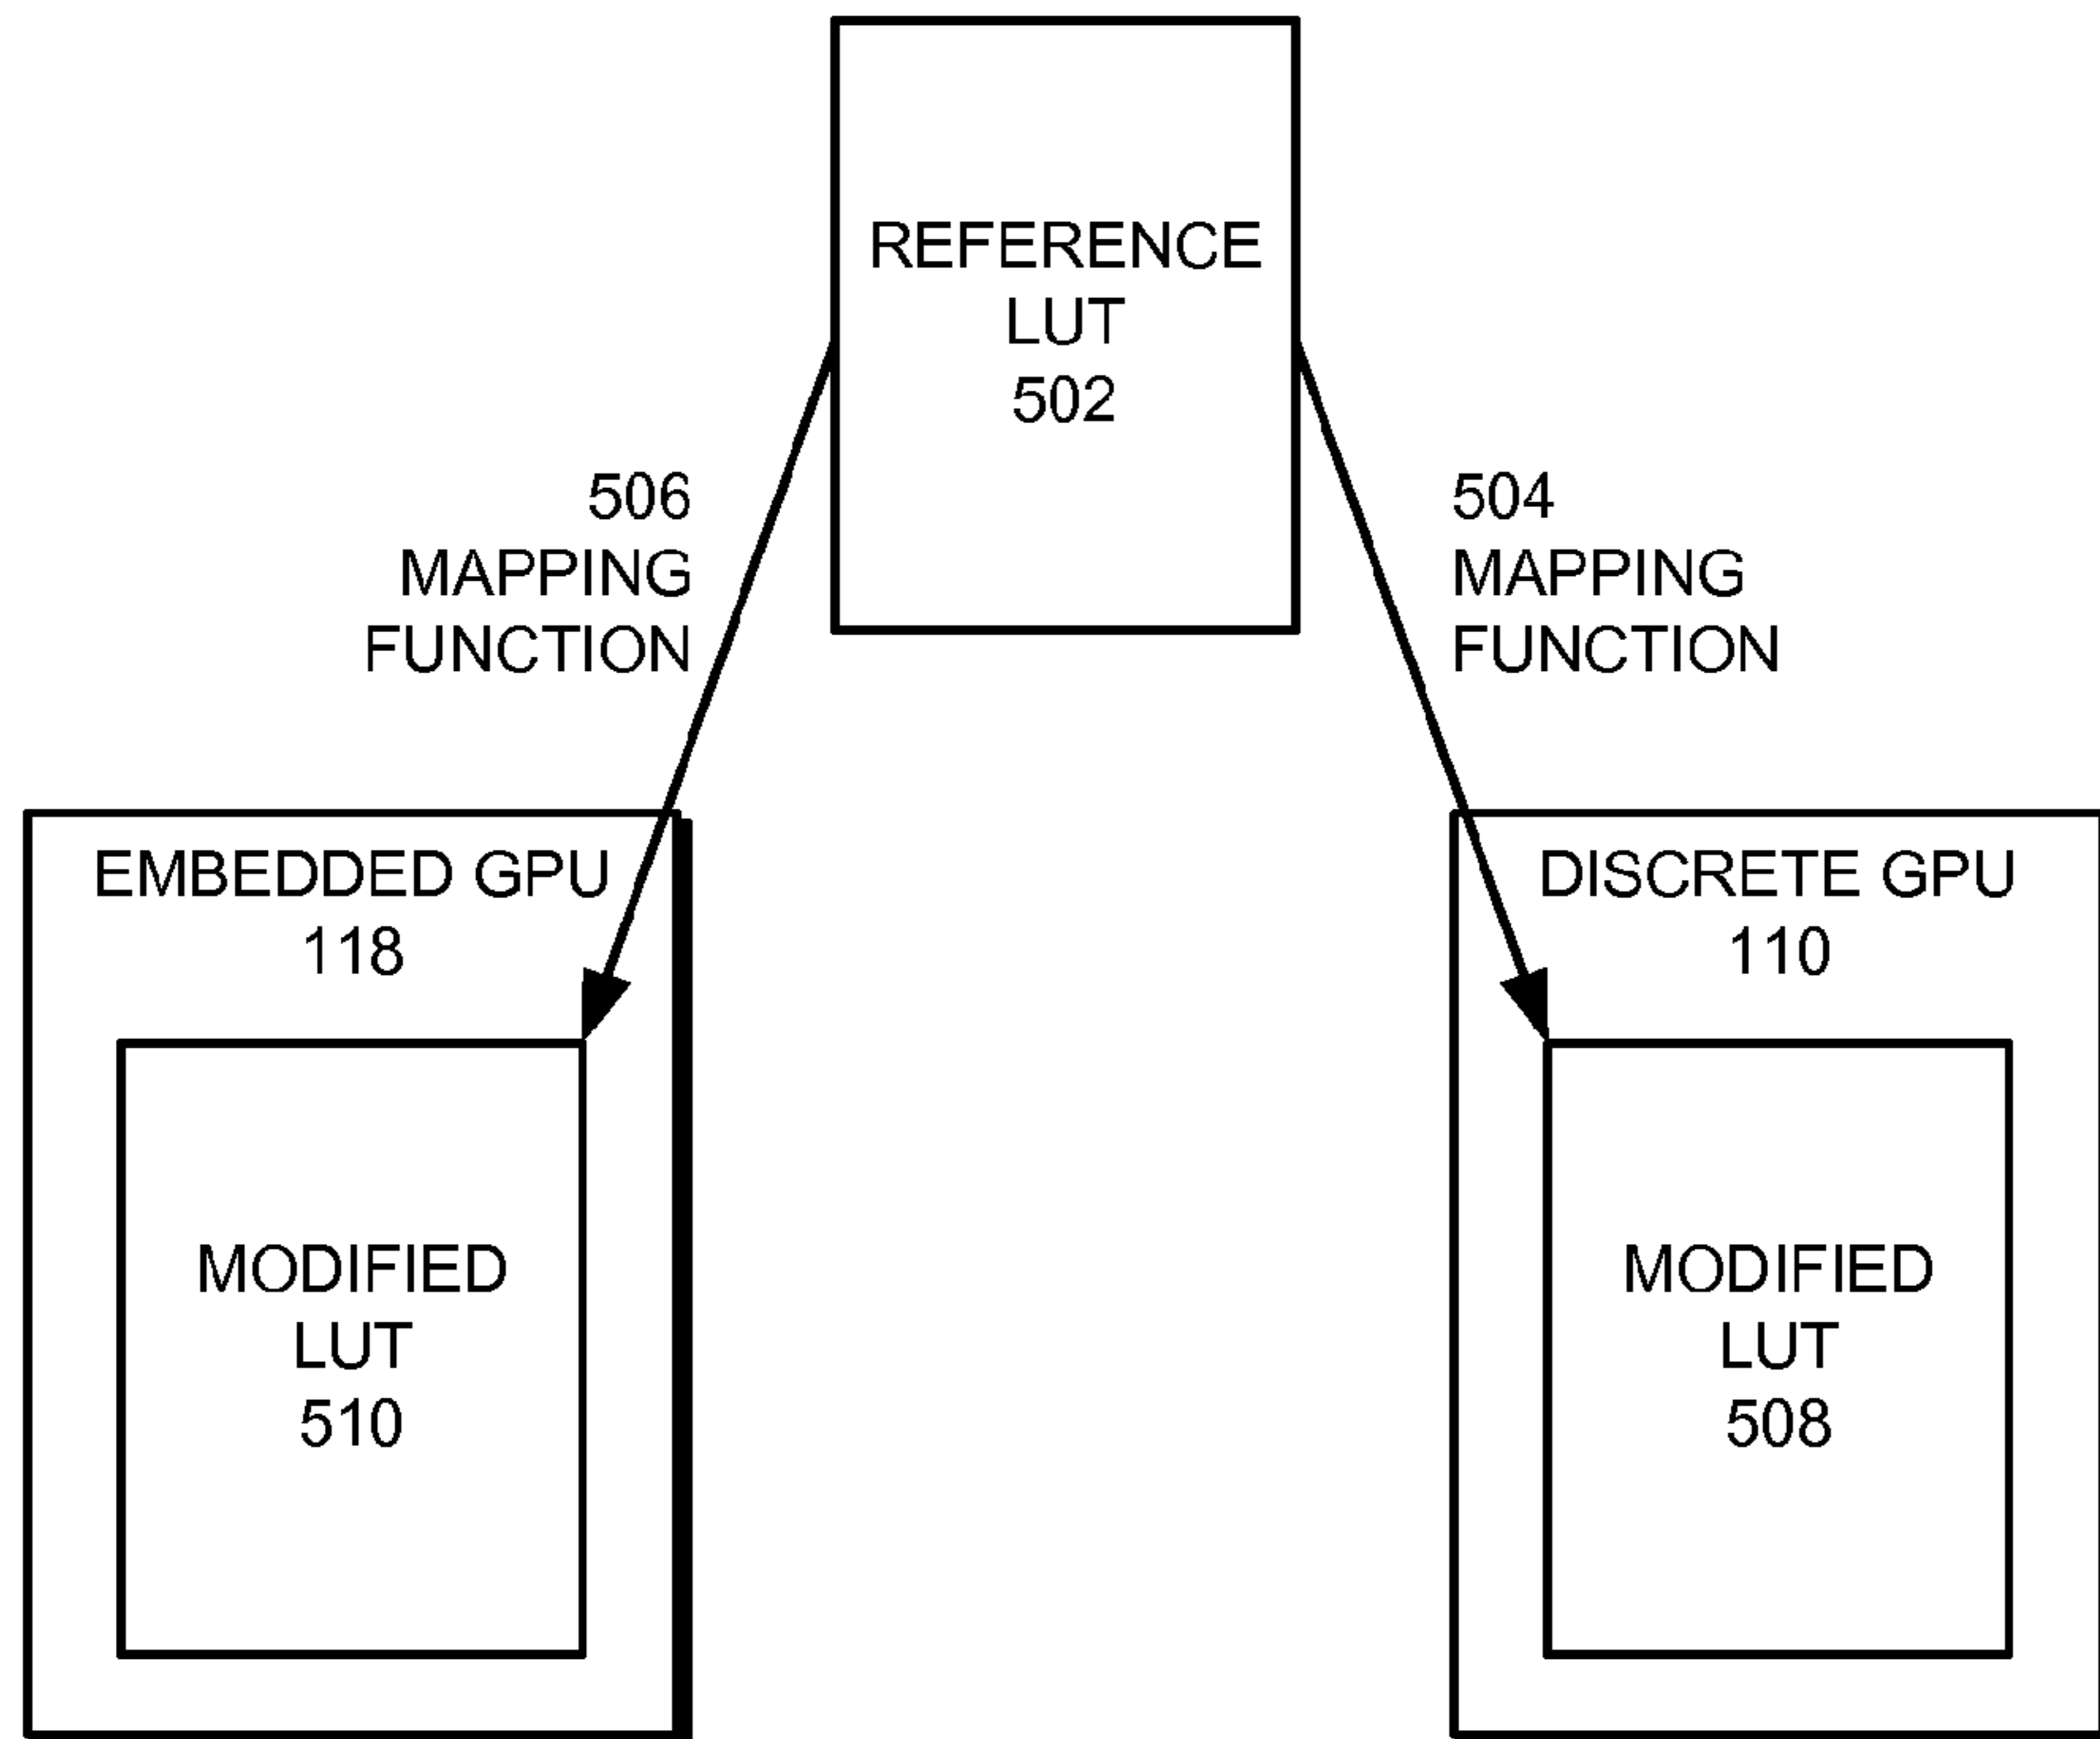 REFERENCE
LUT
502
506
MAPPING
FUNCTION
504
MAPPING
FUNCTION
EMBEDDED GPU
118
MODIFIED
LUT
510
DISCRETE GPU
110
MODIFIED
LUT
508